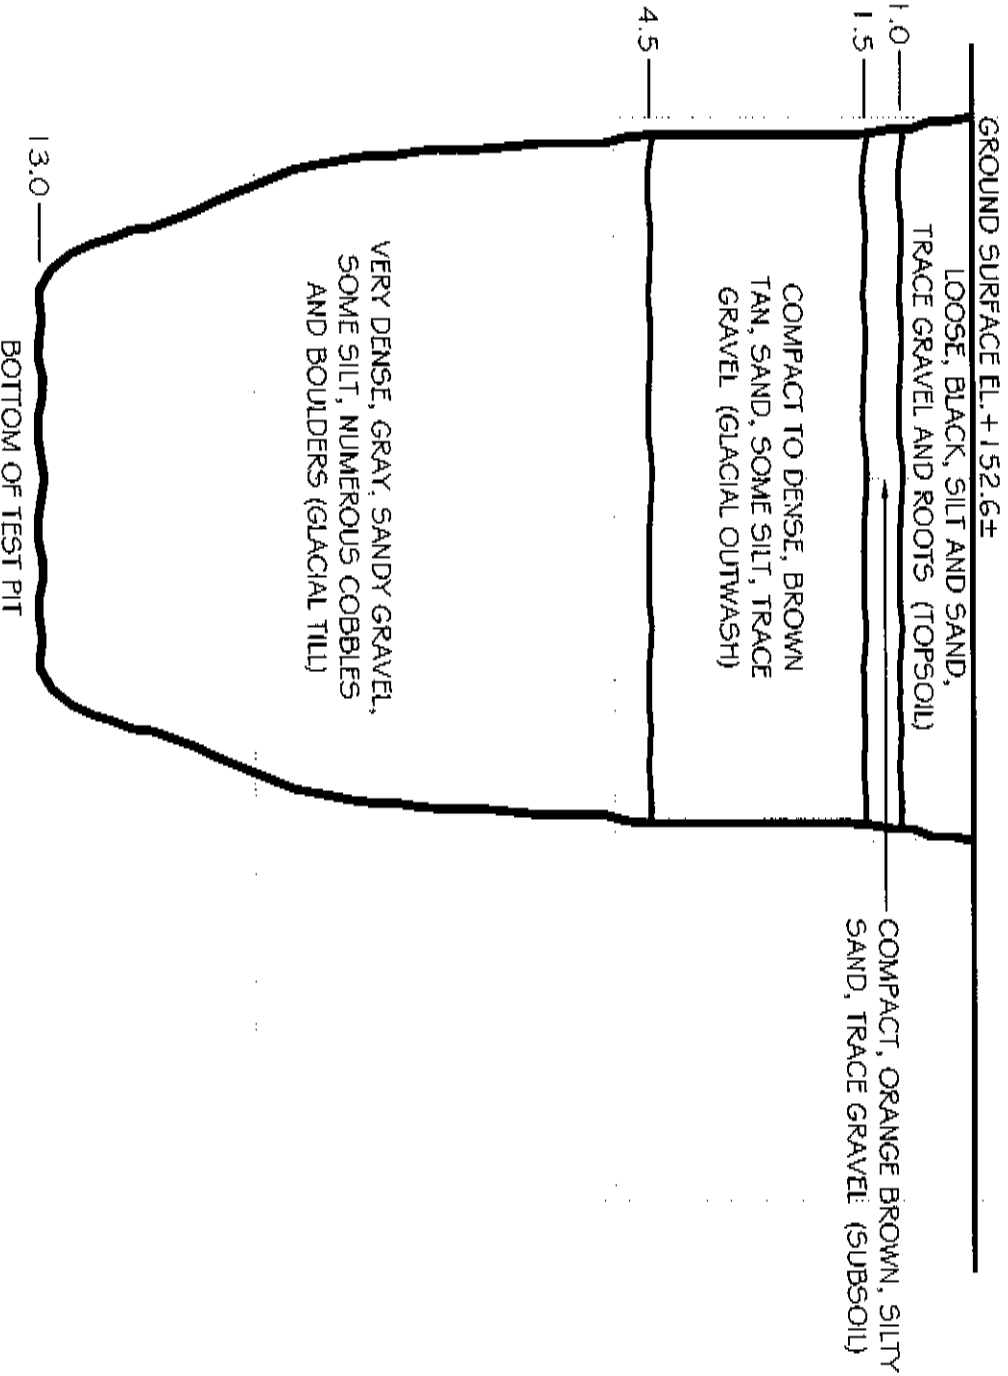 GROUND SURFACE EL. +152.6±
LOOSE, BLACK, SILT AND SAND,
TRACE GRAVEL AND ROOTS (TOPSOIL)
1.0
COMPACT, ORANGE BROWN, SILTY
SAND, TRACE GRAVEL (SUBSOIL)
1.5
COMPACT TO DENSE, BROWN
TAN, SAND, SOME SILT, TRACE
GRAVEL (GLACIAL OUTWASH)
4.5
VERY DENSE, GRAY, SANDY GRAVEL,
SOME SILT, NUMEROUS COBBLES
AND BOULDERS (GLACIAL TILL)
13.0
BOTTOM OF TEST PIT